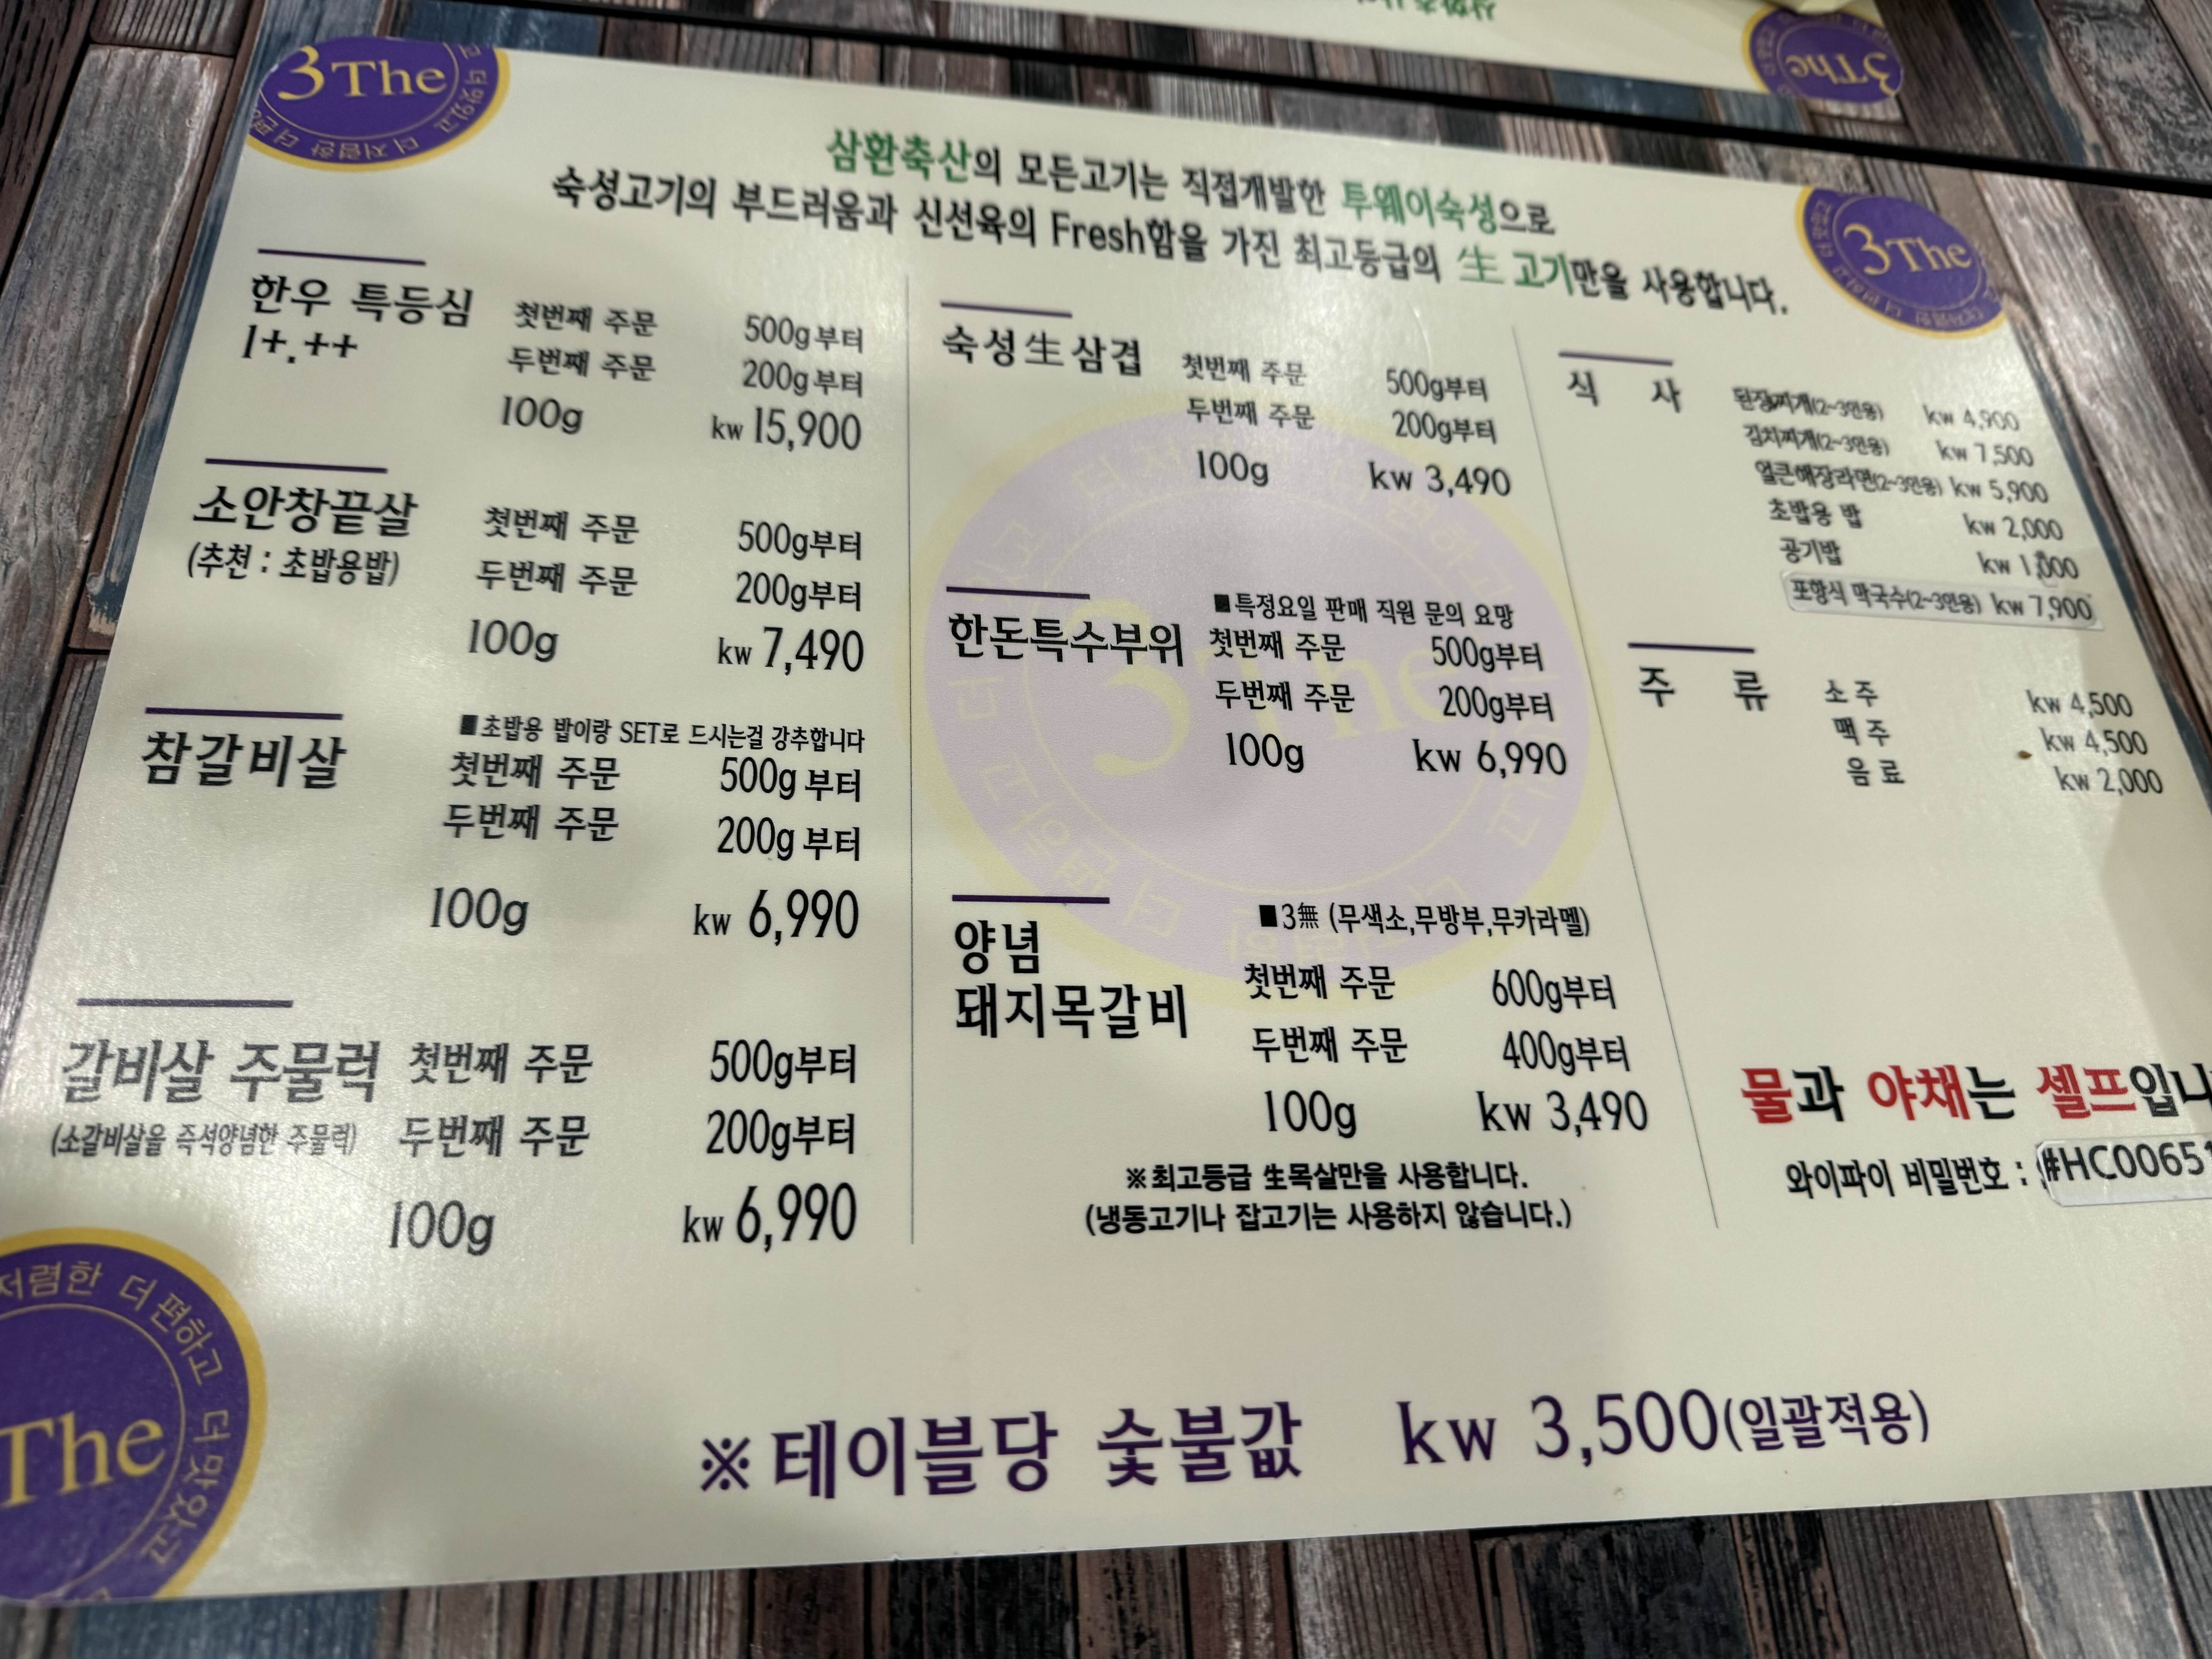 3The
삼환축산의 모든고기는 직접개발한 투웨이숙성으로
숙성고기의 부드러움과 신선육의 Fresh함을 가진 최고등급의 生 고기만을 사용합니다.
3The
한우 특등심
1+.++
첫번째 주문 500g부터
두번째 주문 200g부터
100g kw 15,900
소안창끝살
(추천 : 초밥용밥)
첫번째 주문 500g부터
두번째 주문 200g부터
100g kw 7,490
참갈비살
■초밥용 밥이랑 SET로 드시는걸 강추합니다
첫번째 주문 500g 부터
두번째 주문 200g 부터
100g kw 6,990
갈비살 주물럭
(소갈비살을 즉석양념한 주물럭)
첫번째 주문 500g부터
두번째 주문 200g부터
100g kw 6,990
숙성生삼겹
첫번째 주문 500g부터
두번째 주문 200g부터
100g kw 3,490
한돈특수부위
■특정요일 판매 직원 문의 요망
첫번째 주문 500g부터
두번째 주문 200g부터
100g kw 6,990
양념
돼지목갈비
■3無 (무색소,무방부,무카라멜)
첫번째 주문 600g부터
두번째 주문 400g부터
100g kw 3,490
※최고등급 生목살만을 사용합니다.
(냉동고기나 잡고기는 사용하지 않습니다.)
식 사
된장찌개(2~3인용) kw 4,900
김치찌개(2~3인용) kw 7,500
얼큰해장라면(2~3인용) kw 5,900
초밥용 밥 kw 2,000
공기밥 kw 1,000
포항식 막국수(2~3인용) kw 7,900
주 류
소주 kw 4,500
맥주 kw 4,500
음료 kw 2,000
물과 야채는 셀프입니
와이파이 비밀번호 : #HC00651
저렴한 더 편하고 더 맛있고
The
※테이블당 숯불값 kw 3,500(일괄적용)